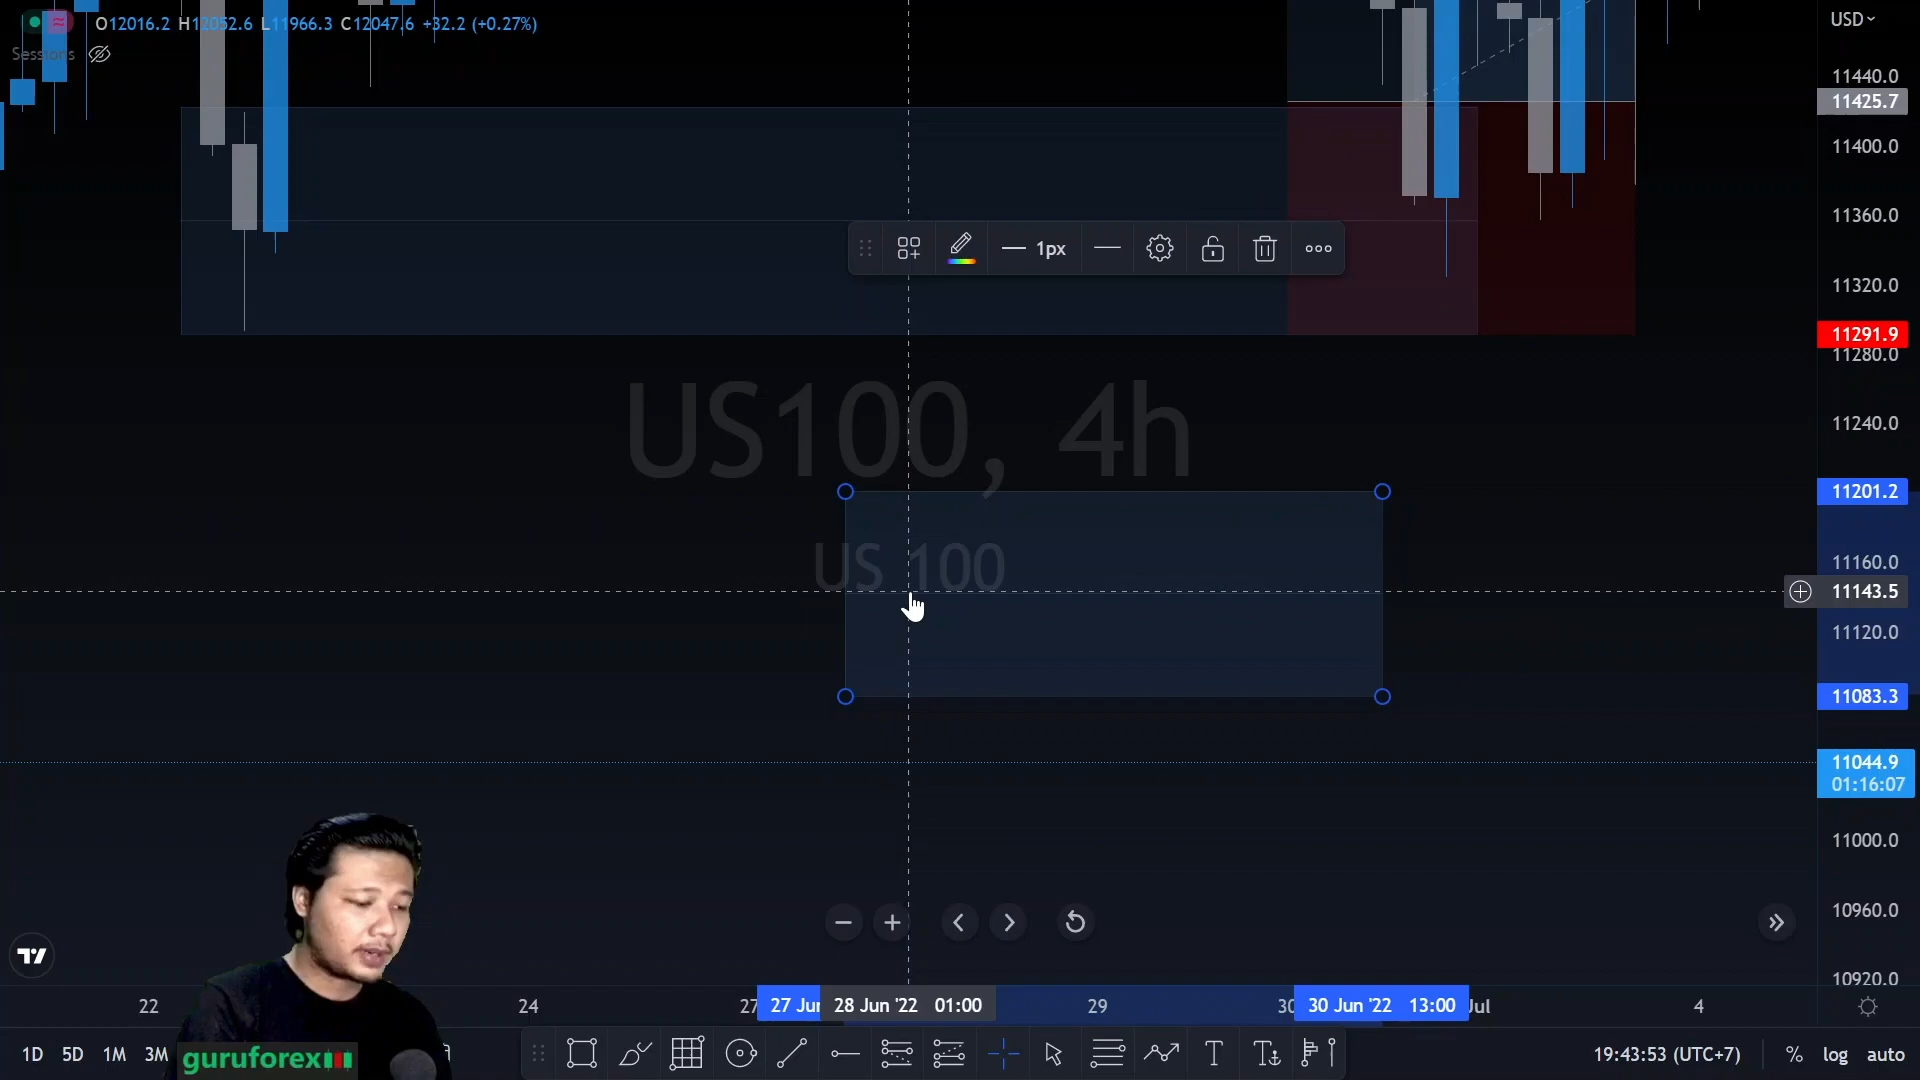 O12016.2 H12052.6 L11966.3 C12047.6 +32.2 (+0.27%)
Sessions
USD
11440.0
11425.7
11400.0
11360.0
11320.0
11291.9
11280.0
11240.0
11201.2
11160.0
11143.5
11120.0
11083.3
11044.9
01:16:07
11000.0
10960.0
10920.0
1px
US100, 4h
US 100
22 24 27 27 Jun 28 Jun '22 01:00 29 30 30 Jun '22 13:00 Jul 4
1D 5D 1M 3M
guruforex
19:43:53 (UTC+7) % log auto